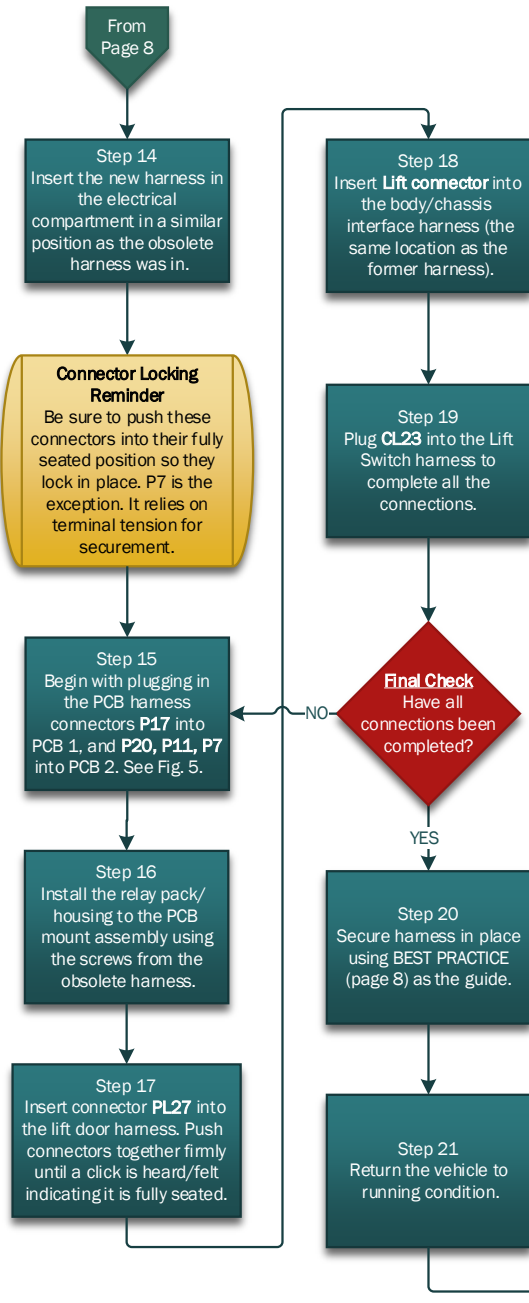 From
Page 8
Step 14
Insert the new harness in
the electrical
compartment in a similar
position as the obsolete
harness was in.
Connector Locking
Reminder
Be sure to push these
connectors into their fully
seated position so they
lock in place. P7 is the
exception. It relies on
terminal tension for
securement.
Step 15
Begin with plugging in
the PCB harness
connectors P17 into
PCB 1, and P20, P11, P7
into PCB 2. See Fig. 5.
Step 16
Install the relay pack/
housing to the PCB
mount assembly using
the screws from the
obsolete harness.
Step 17
Insert connector PL27 into
the lift door harness. Push
connectors together firmly
until a click is heard/felt
indicating it is fully seated.
Step 18
Insert Lift connector into
the body/chassis
interface harness (the
same location as the
former harness).
Step 19
Plug CL23 into the Lift
Switch harness to
complete all the
connections.
Final Check
Have all
connections been
completed?
NO
YES
Step 20
Secure harness in place
using BEST PRACTICE
(page 8) as the guide.
Step 21
Return the vehicle to
running condition.